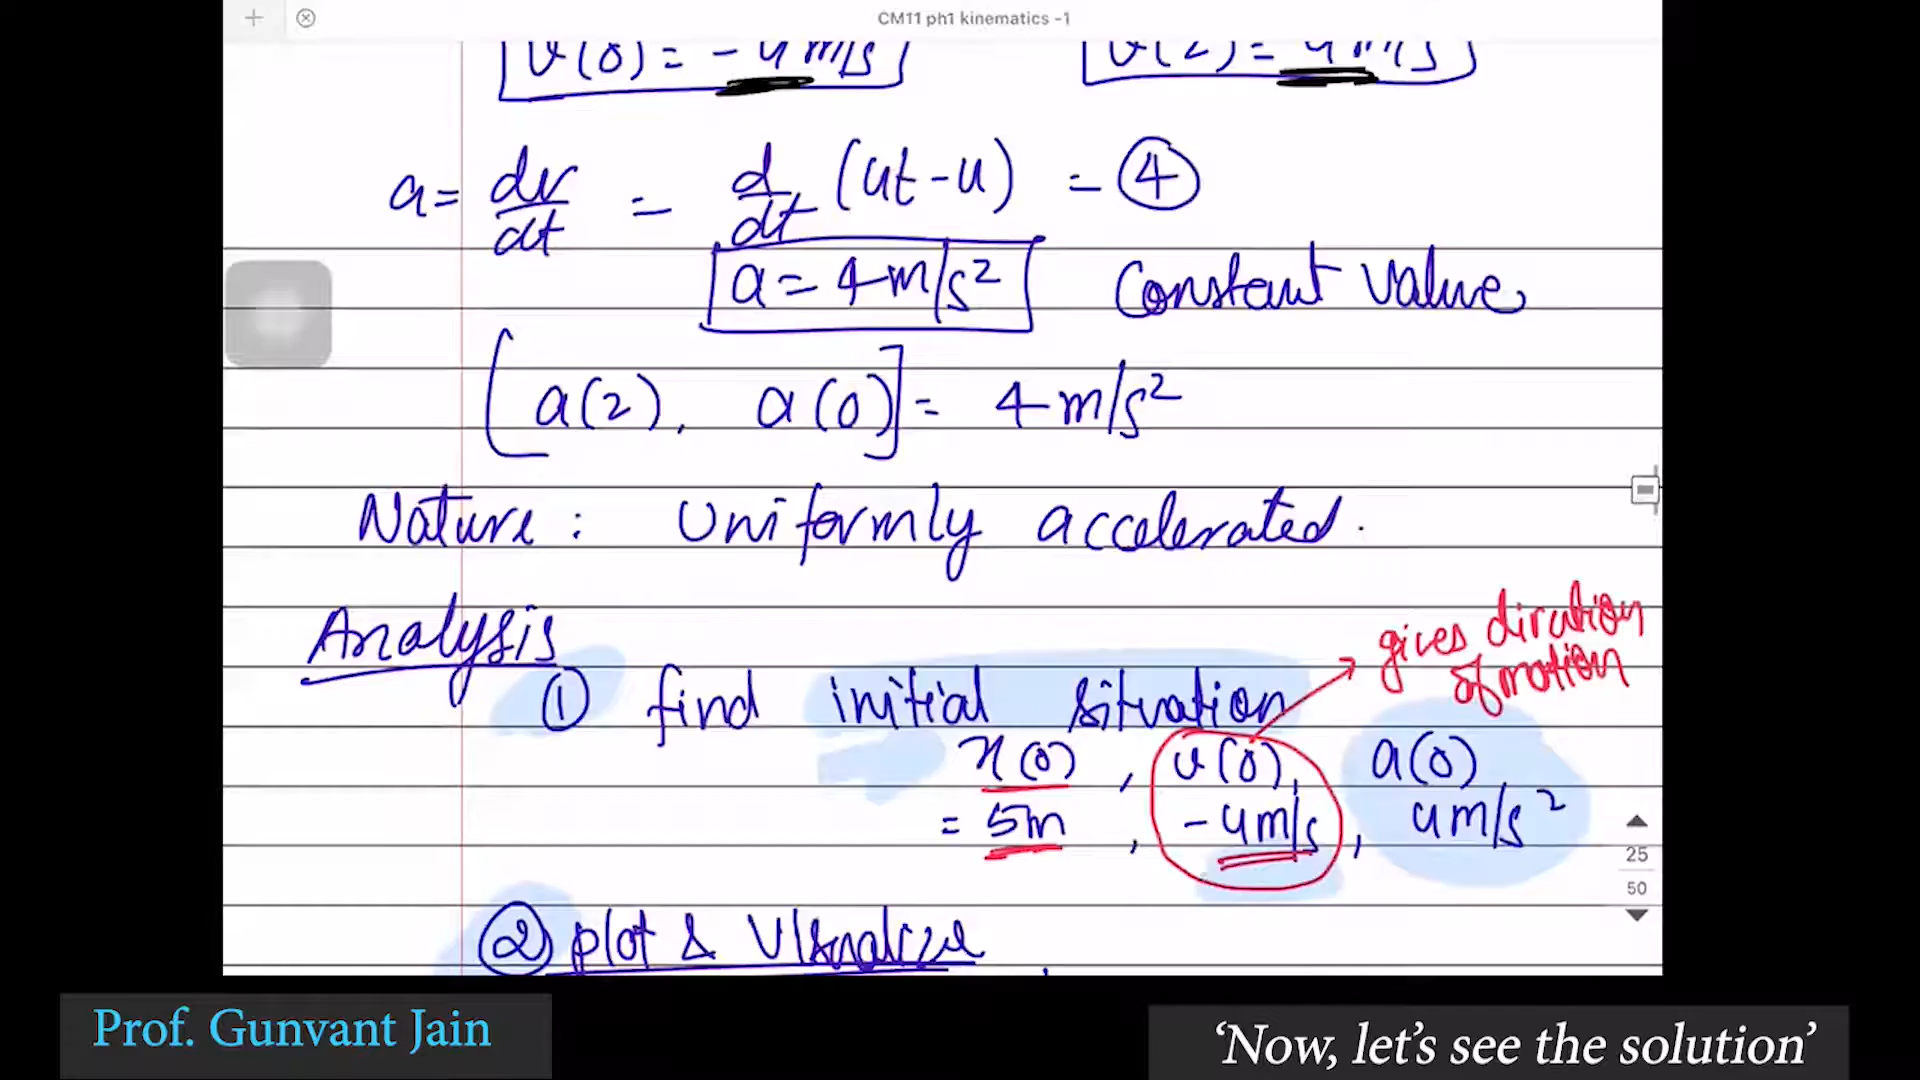 CM11 ph1 kinematics -1
v(0) = -4 m/s v(2) = 4 m/s
a = dv/dt = d/dt (4t - 4) = 4
a = 4 m/s² Constant value
[a(2), a(0)] = 4 m/s²
Nature: Uniformly accelerated.
gives direction
of motion
Analysis
① find initial situation
x(0), v(0), a(0)
= 5m, -4m/s, 4m/s²
25
50
② plot & Visualize
Prof. Gunvant Jain
‘Now, let’s see the solution’